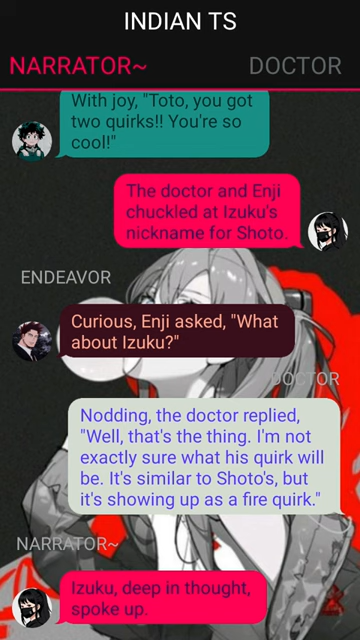 INDIAN TS
NARRATOR~ DOCTOR
With joy, "Toto, you got
two quirks!! You're so
cool!"
The doctor and Enji
chuckled at Izuku's
nickname for Shoto.
ENDEAVOR
Curious, Enji asked, "What
about Izuku?"
DOCTOR
Nodding, the doctor replied,
"Well, that's the thing. I'm not
exactly sure what his quirk will
be. It's similar to Shoto's, but
it's showing up as a fire quirk."
NARRATOR~
Izuku, deep in thought,
spoke up.